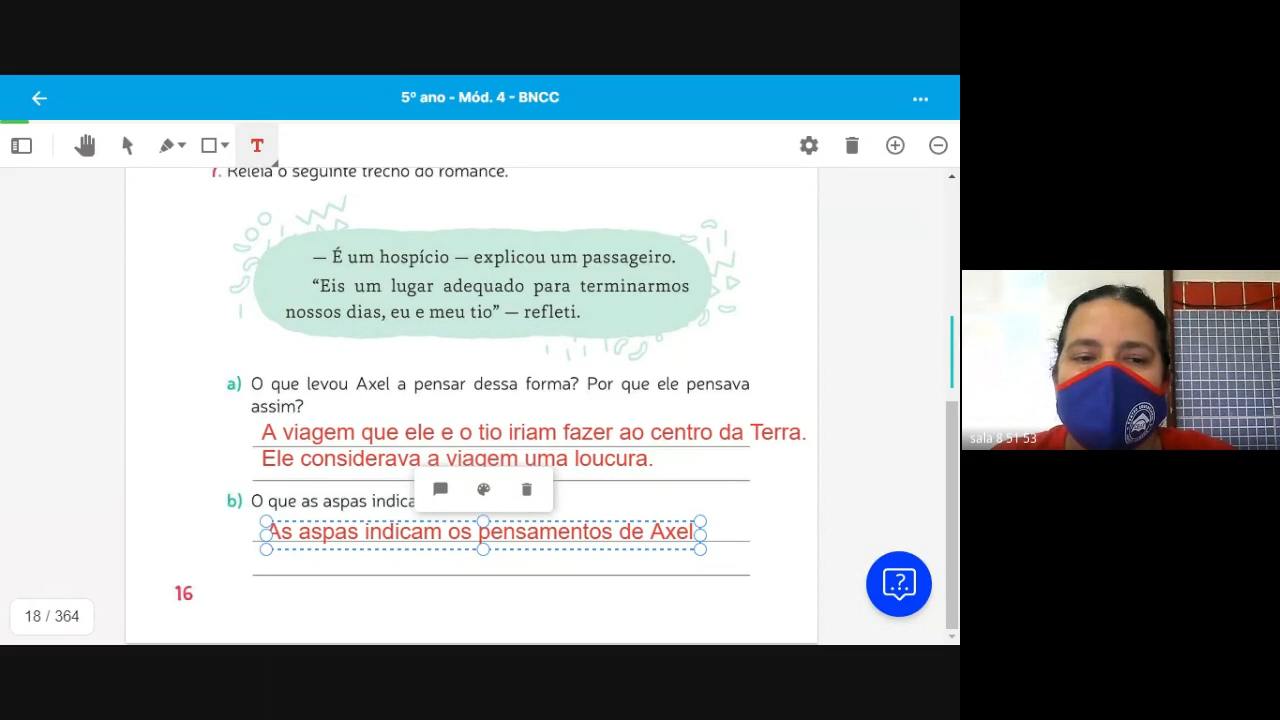 5º ano - Mód. 4 - BNCC
T
7. Releia o seguinte trecho do romance.
— É um hospício — explicou um passageiro.
“Eis um lugar adequado para terminarmos
nossos dias, eu e meu tio” — refleti.
a) O que levou Axel a pensar dessa forma? Por que ele pensava
assim?
A viagem que ele e o tio iriam fazer ao centro da Terra.
Ele considerava a viagem uma loucura.
b) O que as aspas indica
As aspas indicam os pensamentos de Axel
16
18 / 364
sala 8 51 53